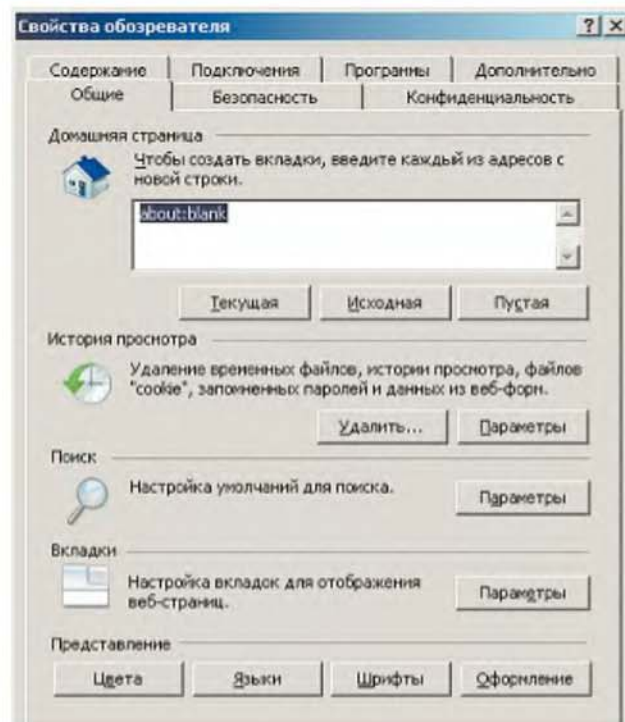 Свойства обозревателя
Содержание Подключения Программы Дополнительно
Общие Безопасность Конфиденциальность
Домашняя страница
Чтобы создать вкладки, введите каждый из адресов с
новой строки.
about:blank
Текущая Исходная Пустая
История просмотра
Удаление временных файлов, истории просмотра, файлов
"cookie", запомненных паролей и данных из веб-форм.
Удалить... Параметры
Поиск
Настройка умолчаний для поиска.
Параметры
Вкладки
Настройка вкладок для отображения
веб-страниц.
Параметры
Представление
Цвета Языки Шрифты Оформление